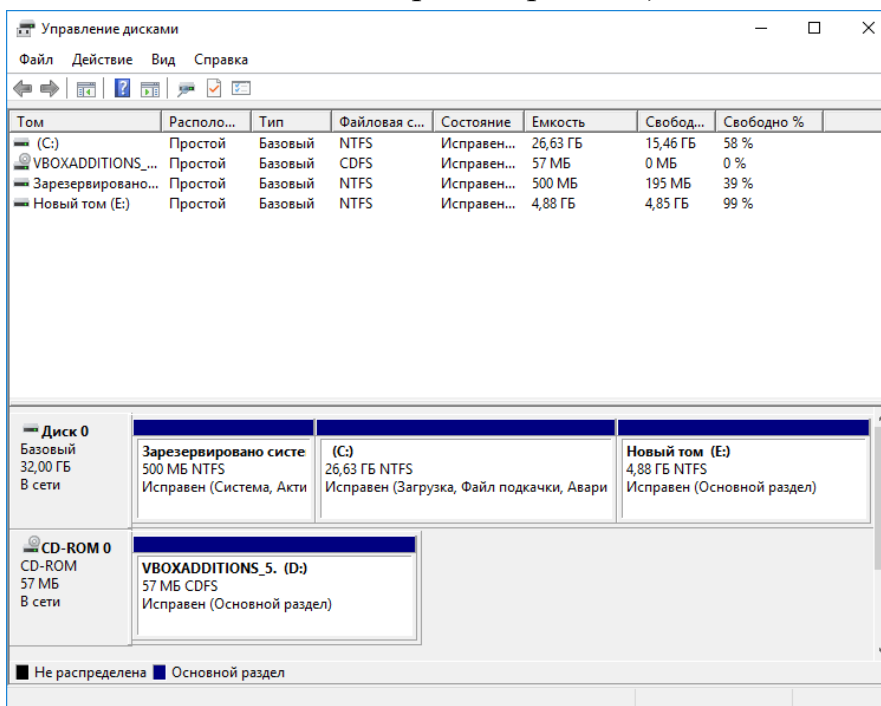 Управление дисками
Файл Действие Вид Справка
Том Располо... Тип Файловая с... Состояние Емкость Свобод... Свободно %
(C:) Простой Базовый NTFS Исправен... 26,63 ГБ 15,46 ГБ 58 %
VBOXADDITIONS_... Простой Базовый CDFS Исправен... 57 МБ 0 МБ 0 %
Зарезервировано... Простой Базовый NTFS Исправен... 500 МБ 195 МБ 39 %
Новый том (E:) Простой Базовый NTFS Исправен... 4,88 ГБ 4,85 ГБ 99 %
Диск 0
Базовый
32,00 ГБ
В сети
Зарезервировано систе
500 МБ NTFS
Исправен (Система, Акти
(C:)
26,63 ГБ NTFS
Исправен (Загрузка, Файл подкачки, Авари
Новый том (E:)
4,88 ГБ NTFS
Исправен (Основной раздел)
CD-ROM 0
CD-ROM
57 МБ
В сети
VBOXADDITIONS_5. (D:)
57 МБ CDFS
Исправен (Основной раздел)
Не распределена Основной раздел